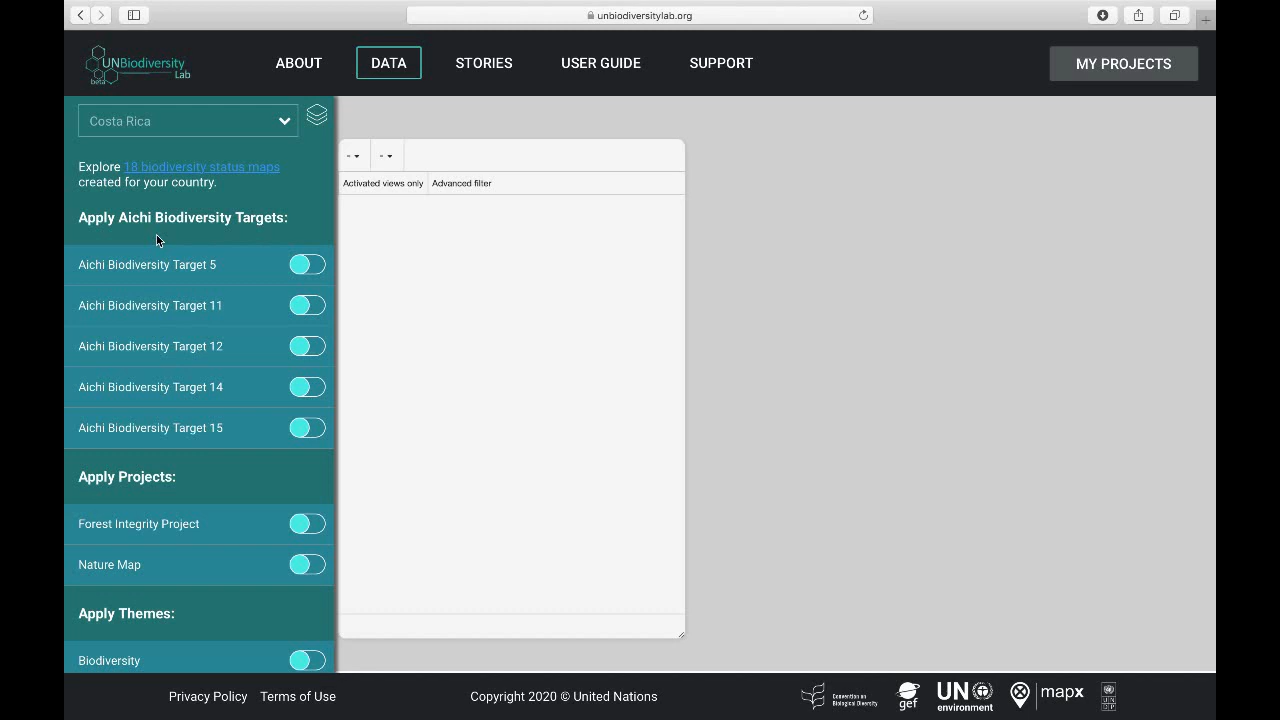 unbiodiversitylab.org
UNBiodiversity
Lab
beta
ABOUT
DATA
STORIES
USER GUIDE
SUPPORT
MY PROJECTS
Costa Rica
Explore 18 biodiversity status maps
created for your country.
Apply Aichi Biodiversity Targets:
Aichi Biodiversity Target 5
Aichi Biodiversity Target 11
Aichi Biodiversity Target 12
Aichi Biodiversity Target 14
Aichi Biodiversity Target 15
Apply Projects:
Forest Integrity Project
Nature Map
Apply Themes:
Biodiversity
Activated views only
Advanced filter
Privacy Policy
Terms of Use
Copyright 2020 © United Nations
Convention on
Biological Diversity
gef
UN
environment
mapx
U N
D P